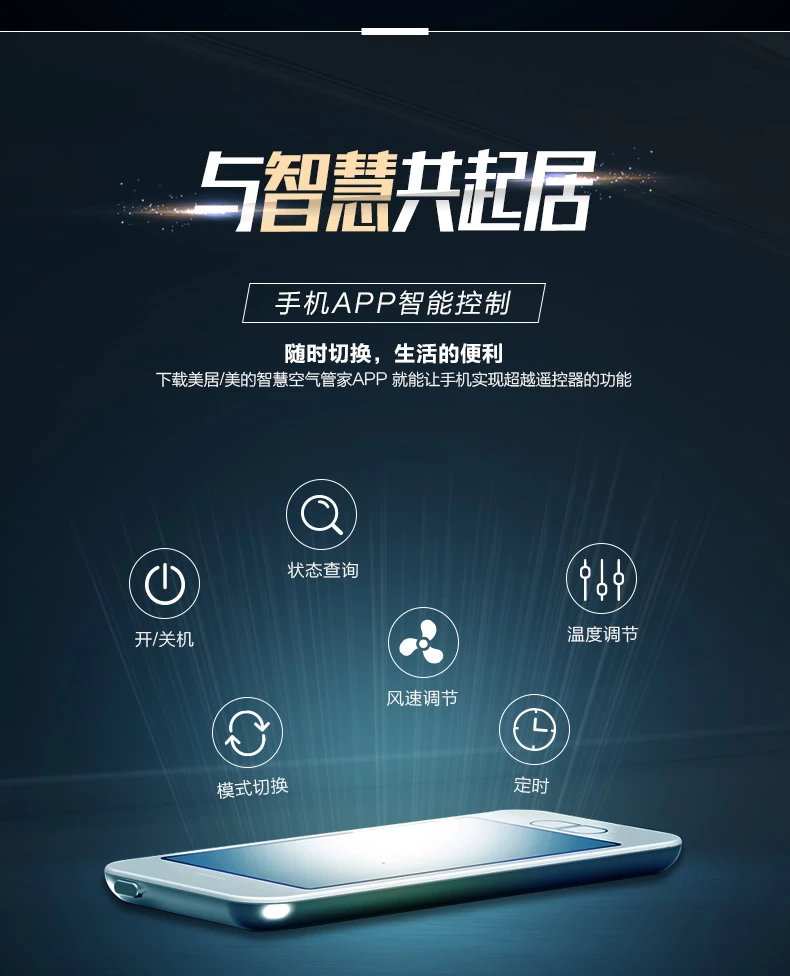 与智慧共起居
手机APP智能控制
随时切换，生活的便利
下载美居/美的智慧空气管家APP 就能让手机实现超越遥控器的功能
状态查询
开/关机
温度调节
风速调节
模式切换
定时